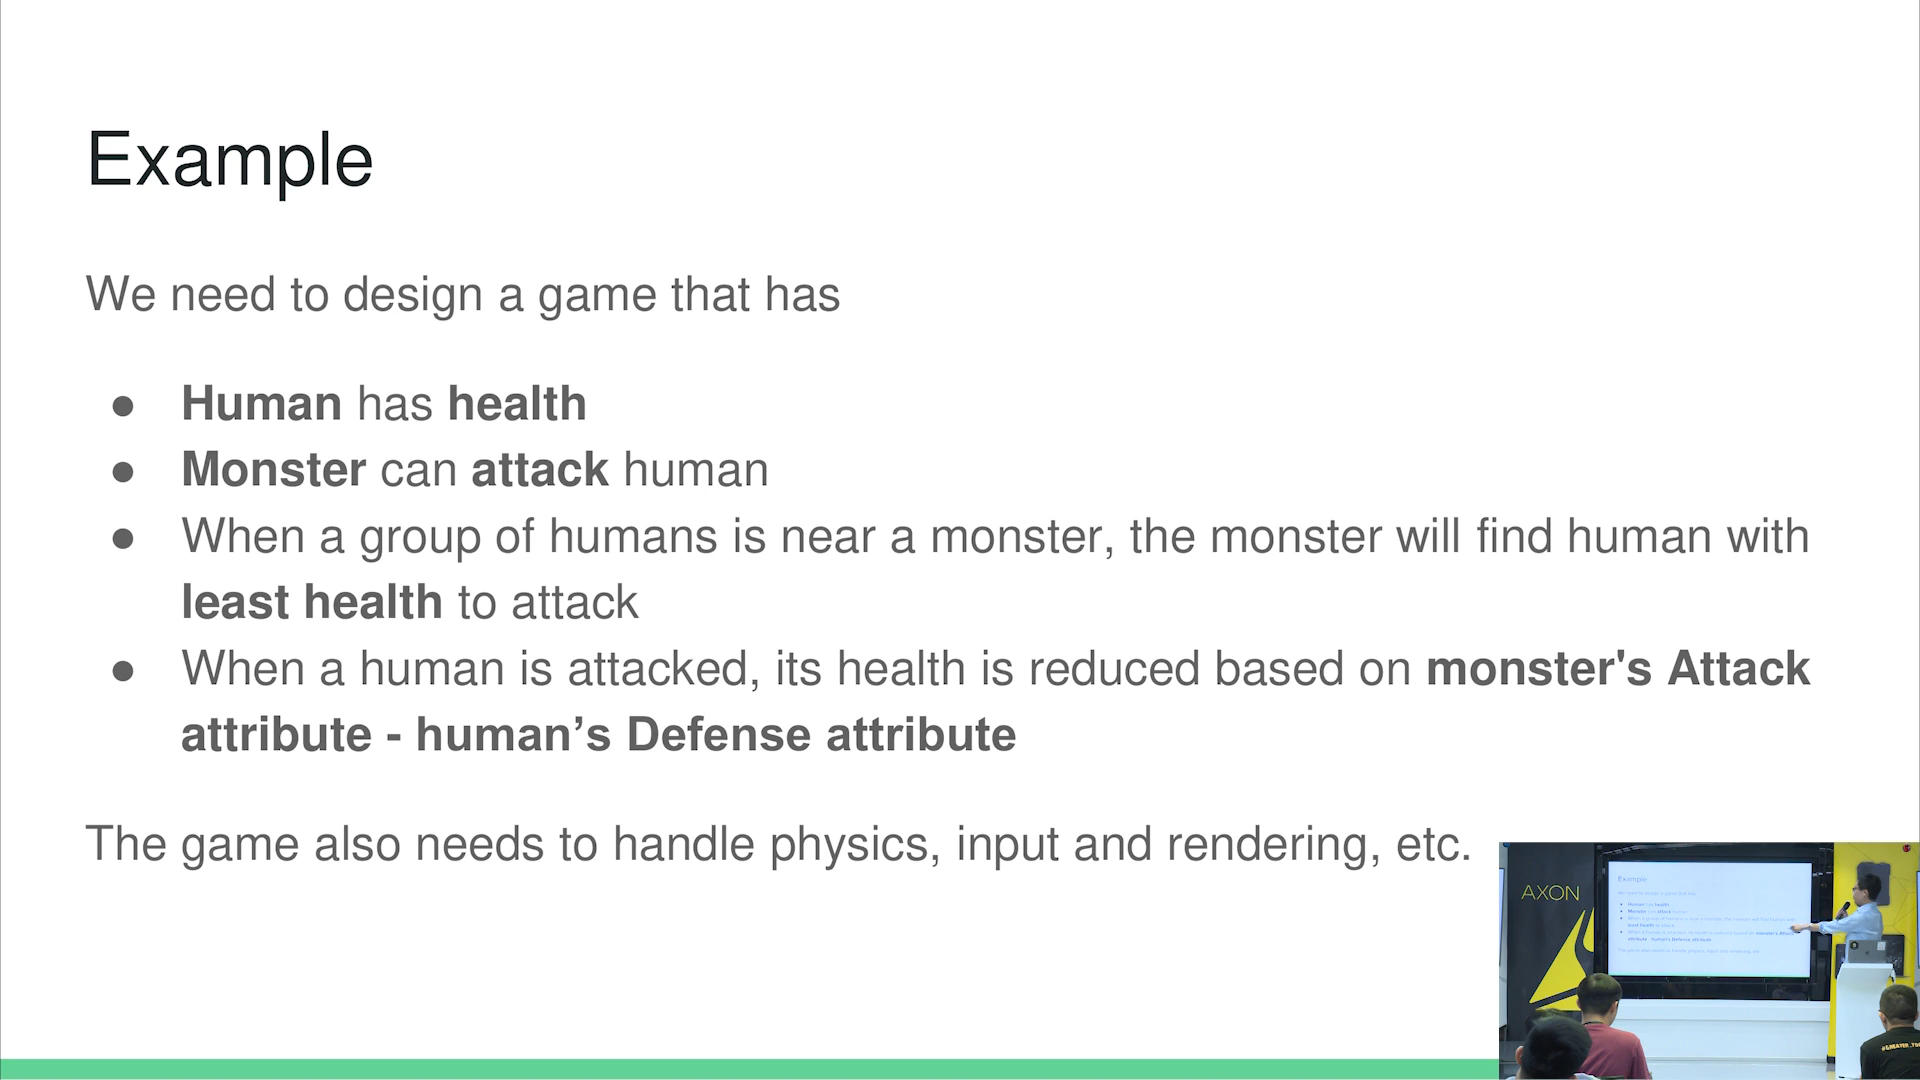 Example
We need to design a game that has
● Human has health
● Monster can attack human
● When a group of humans is near a monster, the monster will find human with
least health to attack
● When a human is attacked, its health is reduced based on monster's Attack
attribute - human’s Defense attribute
The game also needs to handle physics, input and rendering, etc.
AXON
Example